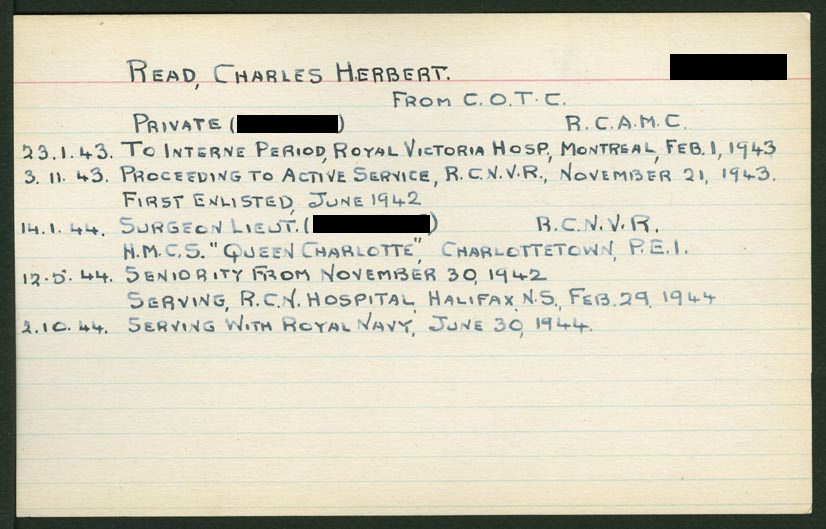 READ, CHARLES HERBERT.
FROM C.O.T.C.
PRIVATE ( ) R.C.A.M.C.
23.1.43. TO INTERNE PERIOD, ROYAL VICTORIA HOSP., MONTREAL, FEB. 1, 1943
3.11.43. PROCEEDING TO ACTIVE SERVICE, R.C.N.V.R., NOVEMBER 21, 1943.
FIRST ENLISTED, JUNE 1942
14.1.44. SURGEON LIEUT. ( ) R.C.N.V.R.
H.M.C.S. "QUEEN CHARLOTTE", CHARLOTTETOWN, P.E.I.
12.5.44. SENIORITY FROM NOVEMBER 30, 1942
SERVING, R.C.N. HOSPITAL, HALIFAX, N.S., FEB. 29, 1944
2.10.44. SERVING WITH ROYAL NAVY, JUNE 30, 1944.